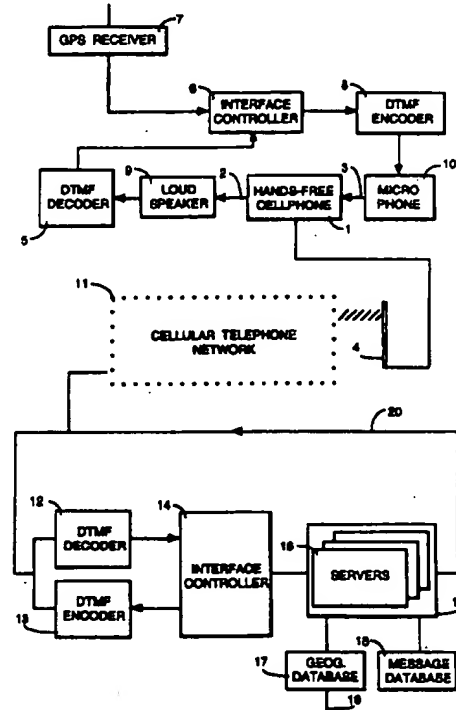 7
GPS RECEIVER
6
INTERFACE
CONTROLLER
8
DTMF
ENCODER
DTMF
DECODER
5
9
LOUD
SPEAKER
2
HANDS-FREE
CELLPHONE
1
3
MICRO
PHONE
10
11
CELLULAR TELEPHONE
NETWORK
4
20
12
DTMF
DECODER
14
INTERFACE
CONTROLLER
DTMF
ENCODER
13
16
SERVERS
17
GEOG.
DATABASE
18
MESSAGE
DATABASE
19